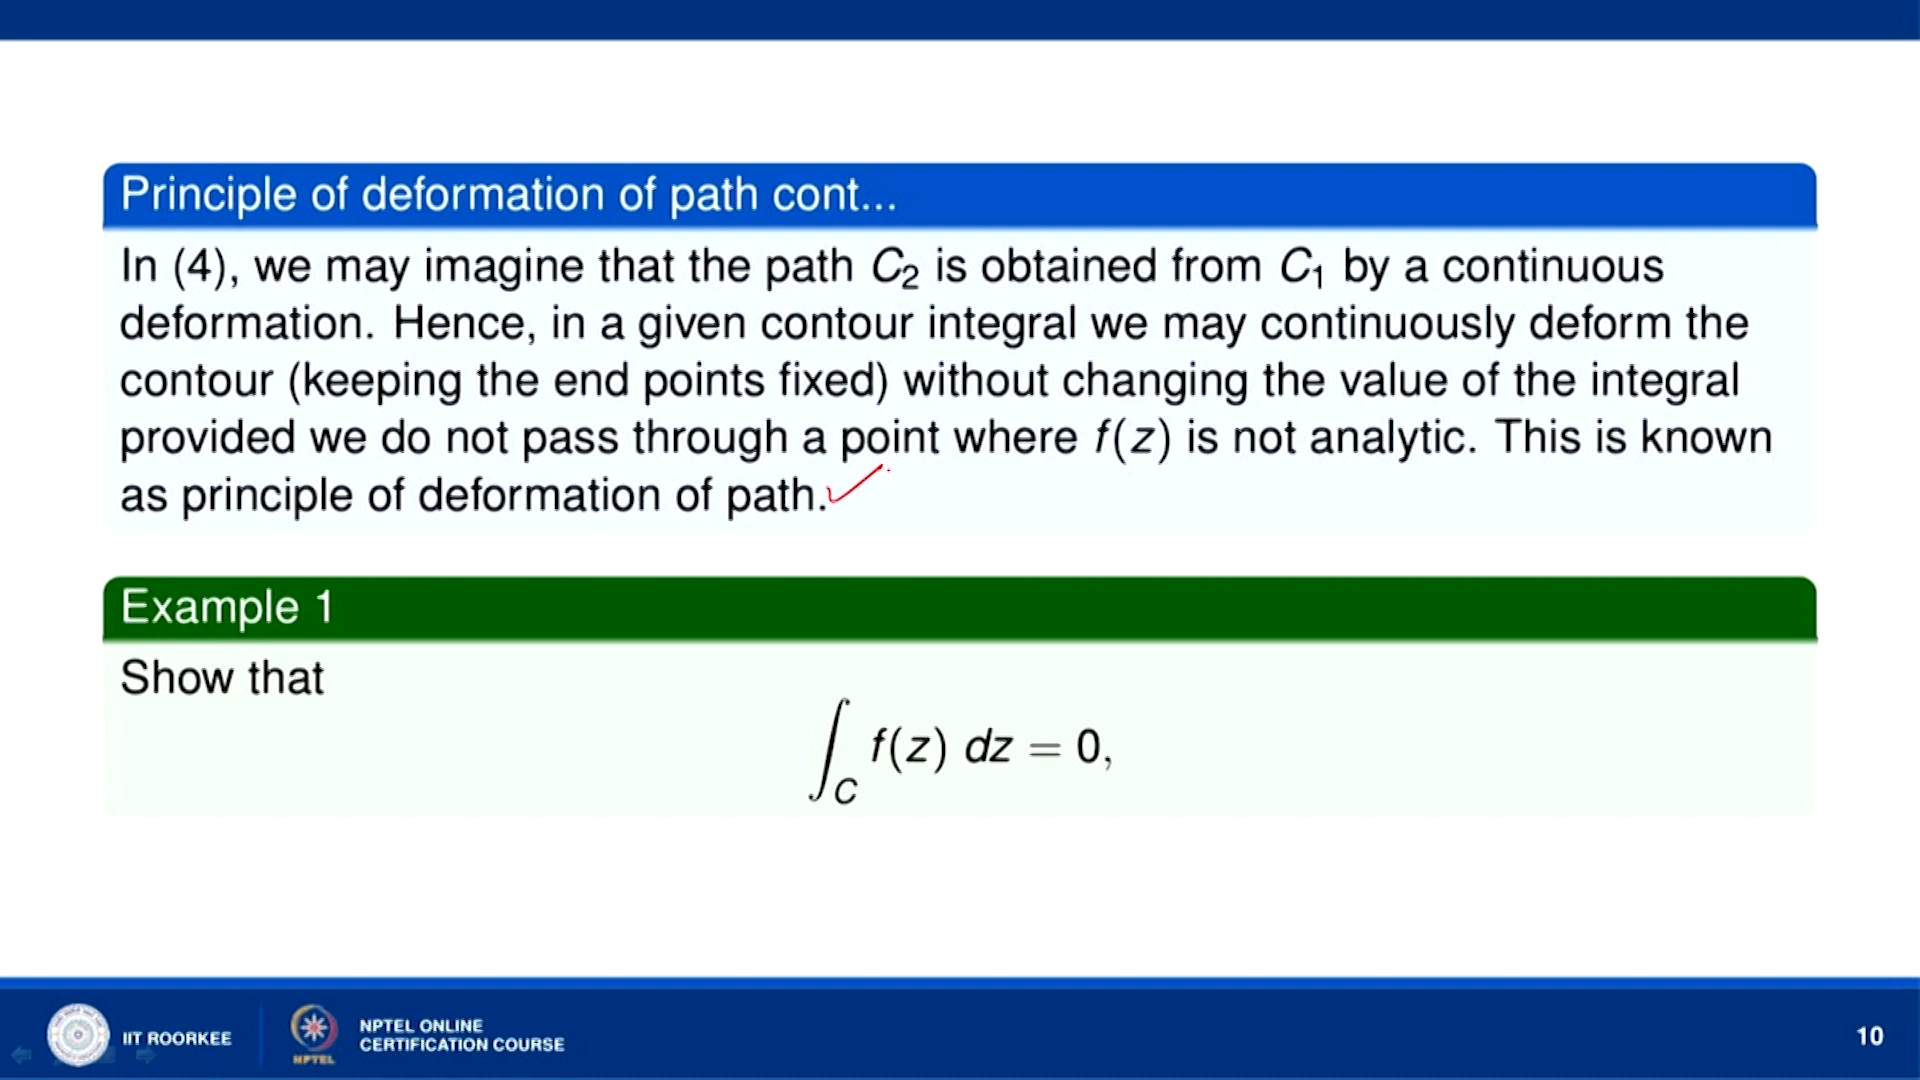 Principle of deformation of path cont...
In (4), we may imagine that the path C₂ is obtained from C₁ by a continuous
deformation. Hence, in a given contour integral we may continuously deform the
contour (keeping the end points fixed) without changing the value of the integral
provided we do not pass through a point where f(z) is not analytic. This is known
as principle of deformation of path.
Example 1
Show that
∫_C f(z) dz = 0,
IIT ROORKEE
NPTEL
NPTEL ONLINE
CERTIFICATION COURSE
10